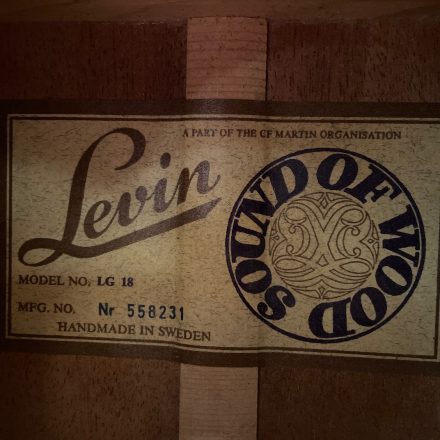 A PART OF THE CF MARTIN ORGANISATION
Levin
SOUND OF WOOD
MODEL NO. LG 18
MFG. NO. Nr 558231
HANDMADE IN SWEDEN